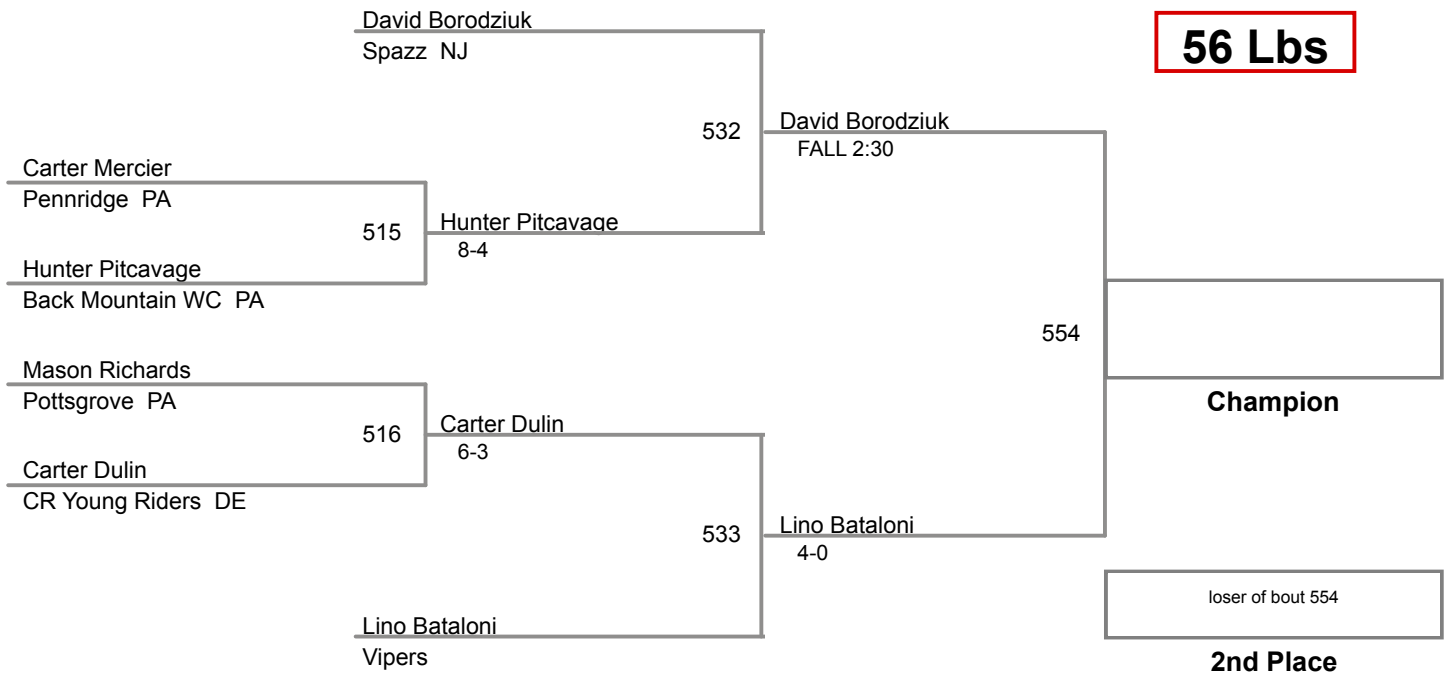 David Borodziuk
Spazz NJ
56 Lbs
532
David Borodziuk
FALL 2:30
Carter Mercier
Pennridge PA
515
Hunter Pitcavage
8-4
Hunter Pitcavage
Back Mountain WC PA
554
Mason Richards
Pottsgrove PA
Champion
516
Carter Dulin
6-3
Carter Dulin
CR Young Riders DE
533
Lino Bataloni
4-0
loser of bout 554
Lino Bataloni
Vipers
2nd Place